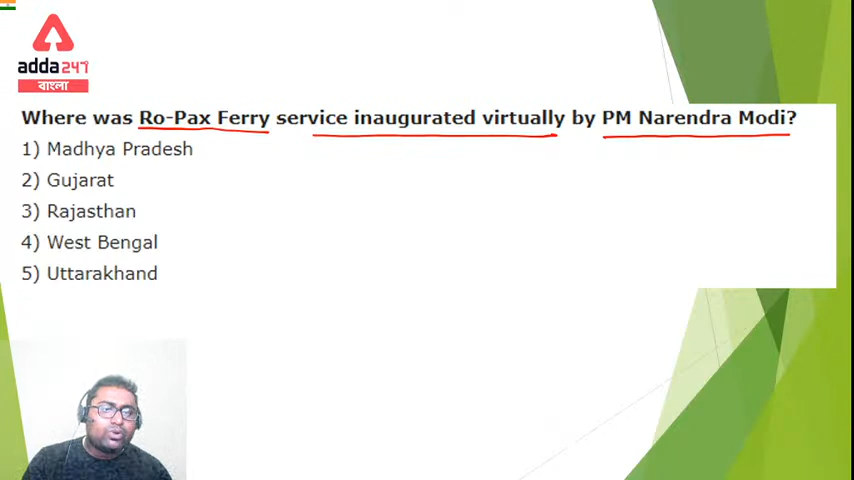 adda247
বাংলা
Where was Ro-Pax Ferry service inaugurated virtually by PM Narendra Modi?
1) Madhya Pradesh
2) Gujarat
3) Rajasthan
4) West Bengal
5) Uttarakhand